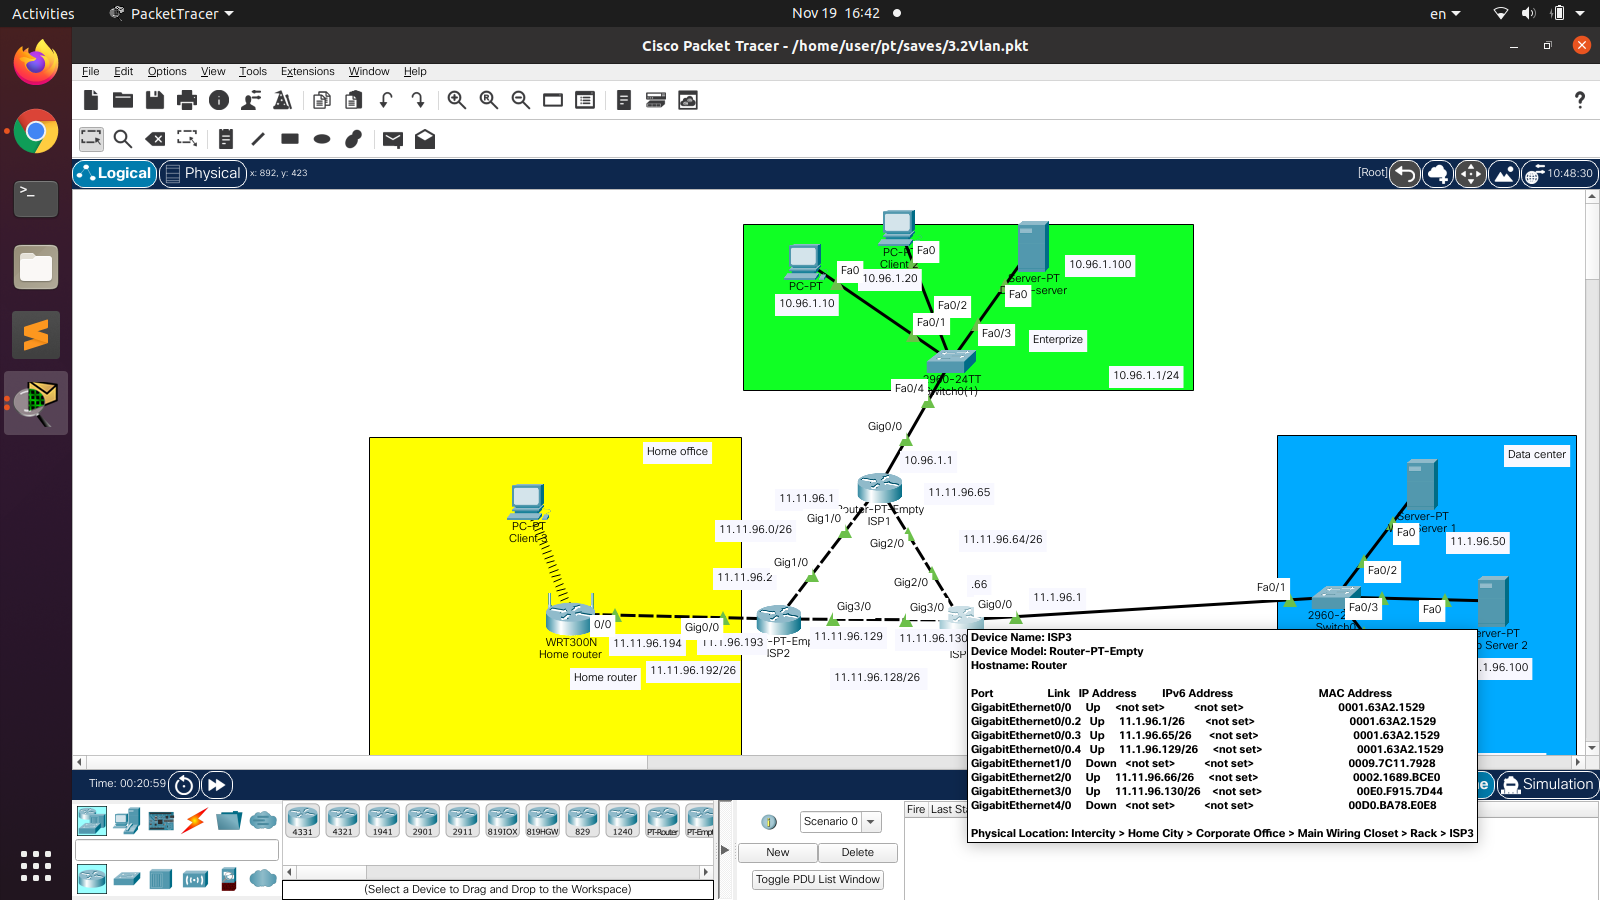 Activities
PacketTracer
Nov 19 16:42
en
Cisco Packet Tracer - /home/user/pt/saves/3.2Vlan.pkt
File Edit Options View Tools Extensions Window Help
Logical
Physical
x: 892, y: 423
[Root]
10:48:30
PC-PT
Client 2
Fa0
10.96.1.100
Server-PT
-server
Fa0
10.96.1.20
PC-PT
10.96.1.10
Fa0
Fa0/2
Fa0/1
Fa0/3
Enterprize
2960-24TT
Switch0(1)
10.96.1.1/24
Fa0/4
Gig0/0
Home office
10.96.1.1
Data center
11.11.96.1
11.11.96.65
Router-PT-Empty
ISP1
Gig1/0
11.11.96.0/26
PC-PT
Client 3
Gig2/0
11.11.96.64/26
Server-PT
Server 1
Fa0
11.1.96.50
Gig1/0
11.11.96.2
Gig2/0
.66
Fa0/2
Fa0/1
11.1.96.1
Gig3/0
Gig3/0
Gig0/0
Fa0/3
Fa0
0/0
Gig0/0
WRT300N
Home router
11.11.96.194
11.11.96.193
-PT-Em
ISP2
11.11.96.129
11.11.96.130
Switch0
Server-PT
Server 2
1.96.100
Home router
11.11.96.192/26
11.11.96.128/26
Device Name: ISP3
Device Model: Router-PT-Empty
Hostname: Router
Port Link IP Address IPv6 Address MAC Address
GigabitEthernet0/0 Up <not set> <not set> 0001.63A2.1529
GigabitEthernet0/0.2 Up 11.1.96.1/26 <not set> 0001.63A2.1529
GigabitEthernet0/0.3 Up 11.1.96.65/26 <not set> 0001.63A2.1529
GigabitEthernet0/0.4 Up 11.1.96.129/26 <not set> 0001.63A2.1529
GigabitEthernet1/0 Down <not set> <not set> 0009.7C11.7928
GigabitEthernet2/0 Up 11.11.96.66/26 <not set> 0002.1689.BCE0
GigabitEthernet3/0 Up 11.11.96.130/26 <not set> 00E0.F915.7D44
GigabitEthernet4/0 Down <not set> <not set> 00D0.BA78.E0E8
Physical Location: Intercity > Home City > Corporate Office > Main Wiring Closet > Rack > ISP3
Time: 00:20:59
Simulation
4331 4321 1941 2901 2911 819IOX 819HGW 829 1240 PT-Router PT-Empt
(Select a Device to Drag and Drop to the Workspace)
Scenario 0
New
Delete
Toggle PDU List Window
Fire Last Sta